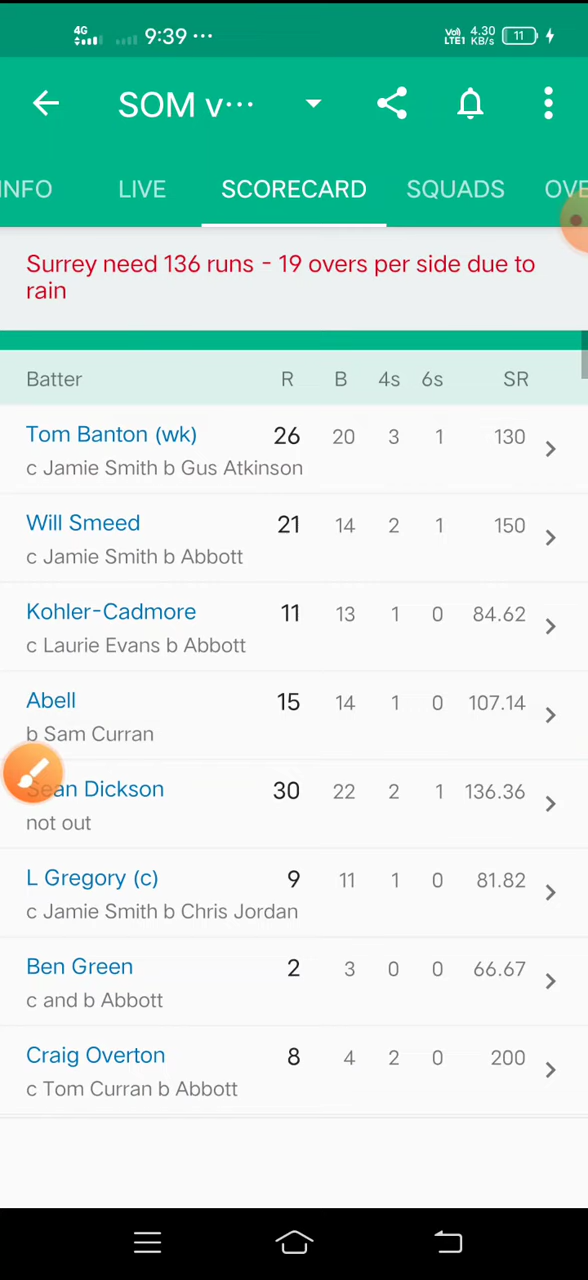 4G 9:39 ··· Vo) LTE1 4.30 KB/s 11
SOM v···
INFO LIVE SCORECARD SQUADS OVE
Surrey need 136 runs - 19 overs per side due to
rain
Batter R B 4s 6s SR
Tom Banton (wk) 26 20 3 1 130
c Jamie Smith b Gus Atkinson
Will Smeed 21 14 2 1 150
c Jamie Smith b Abbott
Kohler-Cadmore 11 13 1 0 84.62
c Laurie Evans b Abbott
Abell 15 14 1 0 107.14
b Sam Curran
Sean Dickson 30 22 2 1 136.36
not out
L Gregory (c) 9 11 1 0 81.82
c Jamie Smith b Chris Jordan
Ben Green 2 3 0 0 66.67
c and b Abbott
Craig Overton 8 4 2 0 200
c Tom Curran b Abbott